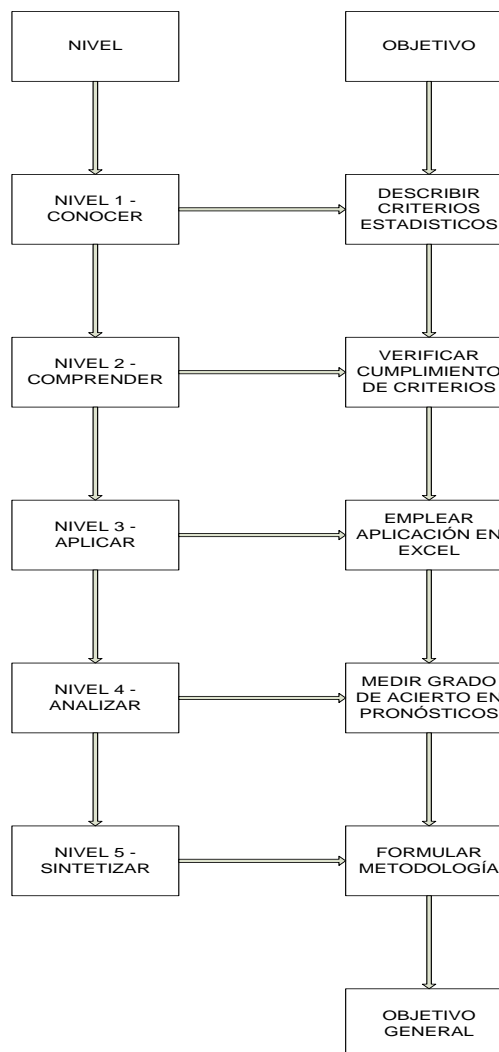 NIVEL
OBJETIVO
NIVEL 1 -
CONOCER
DESCRIBIR
CRITERIOS
ESTADISTICOS
NIVEL 2 -
COMPRENDER
VERIFICAR
CUMPLIMIENTO
DE CRITERIOS
NIVEL 3 -
APLICAR
EMPLEAR
APLICACIÓN EN
EXCEL
NIVEL 4 -
ANALIZAR
MEDIR GRADO
DE ACIERTO EN
PRONÓSTICOS
NIVEL 5 -
SINTETIZAR
FORMULAR
METODOLOGÍA
OBJETIVO
GENERAL